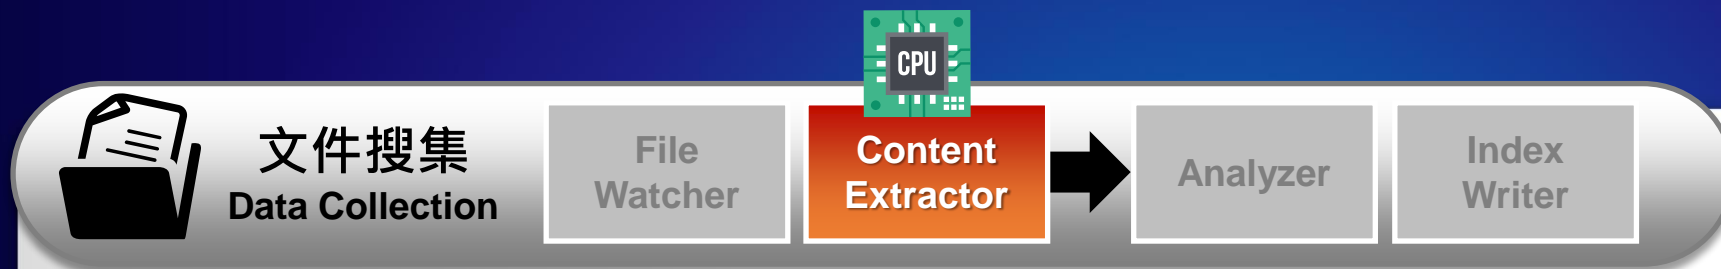 CPU
文件搜集
Data Collection
File
Watcher
Content
Extractor
Analyzer
Index
Writer